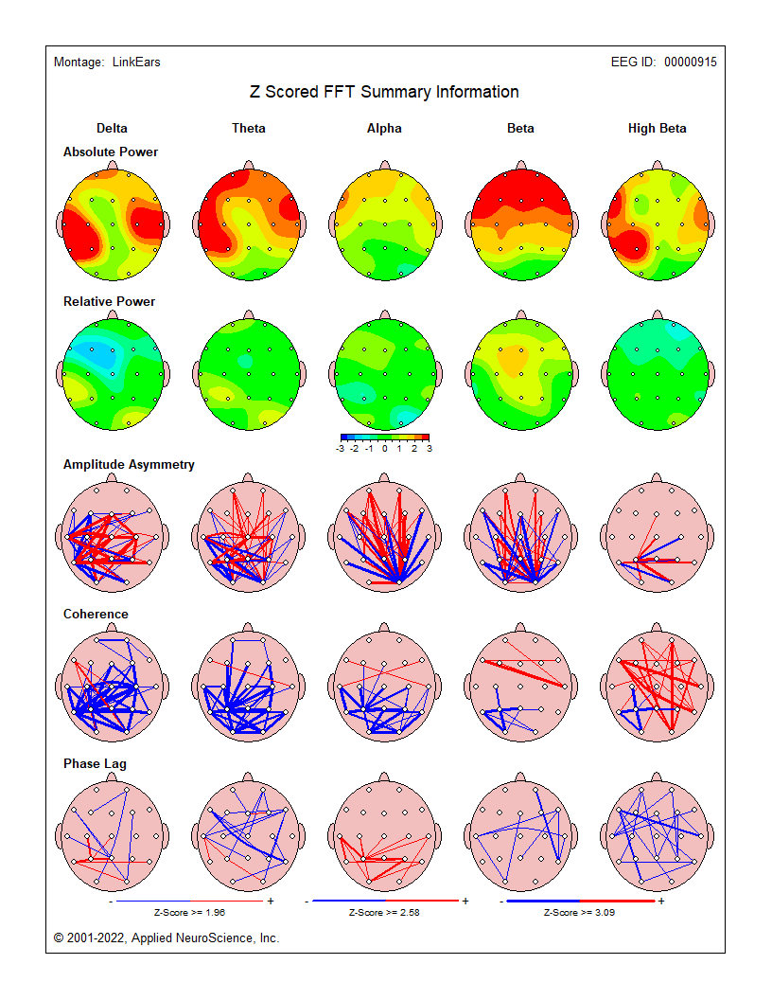 Montage: LinkEars EEG ID: 00000915
Z Scored FFT Summary Information
Delta Theta Alpha Beta High Beta
Absolute Power
Relative Power
-3 -2 -1 0 1 2 3
Amplitude Asymmetry
Coherence
Phase Lag
- + - + - +
Z-Score >= 1.96 Z-Score >= 2.58 Z-Score >= 3.09
© 2001-2022, Applied NeuroScience, Inc.